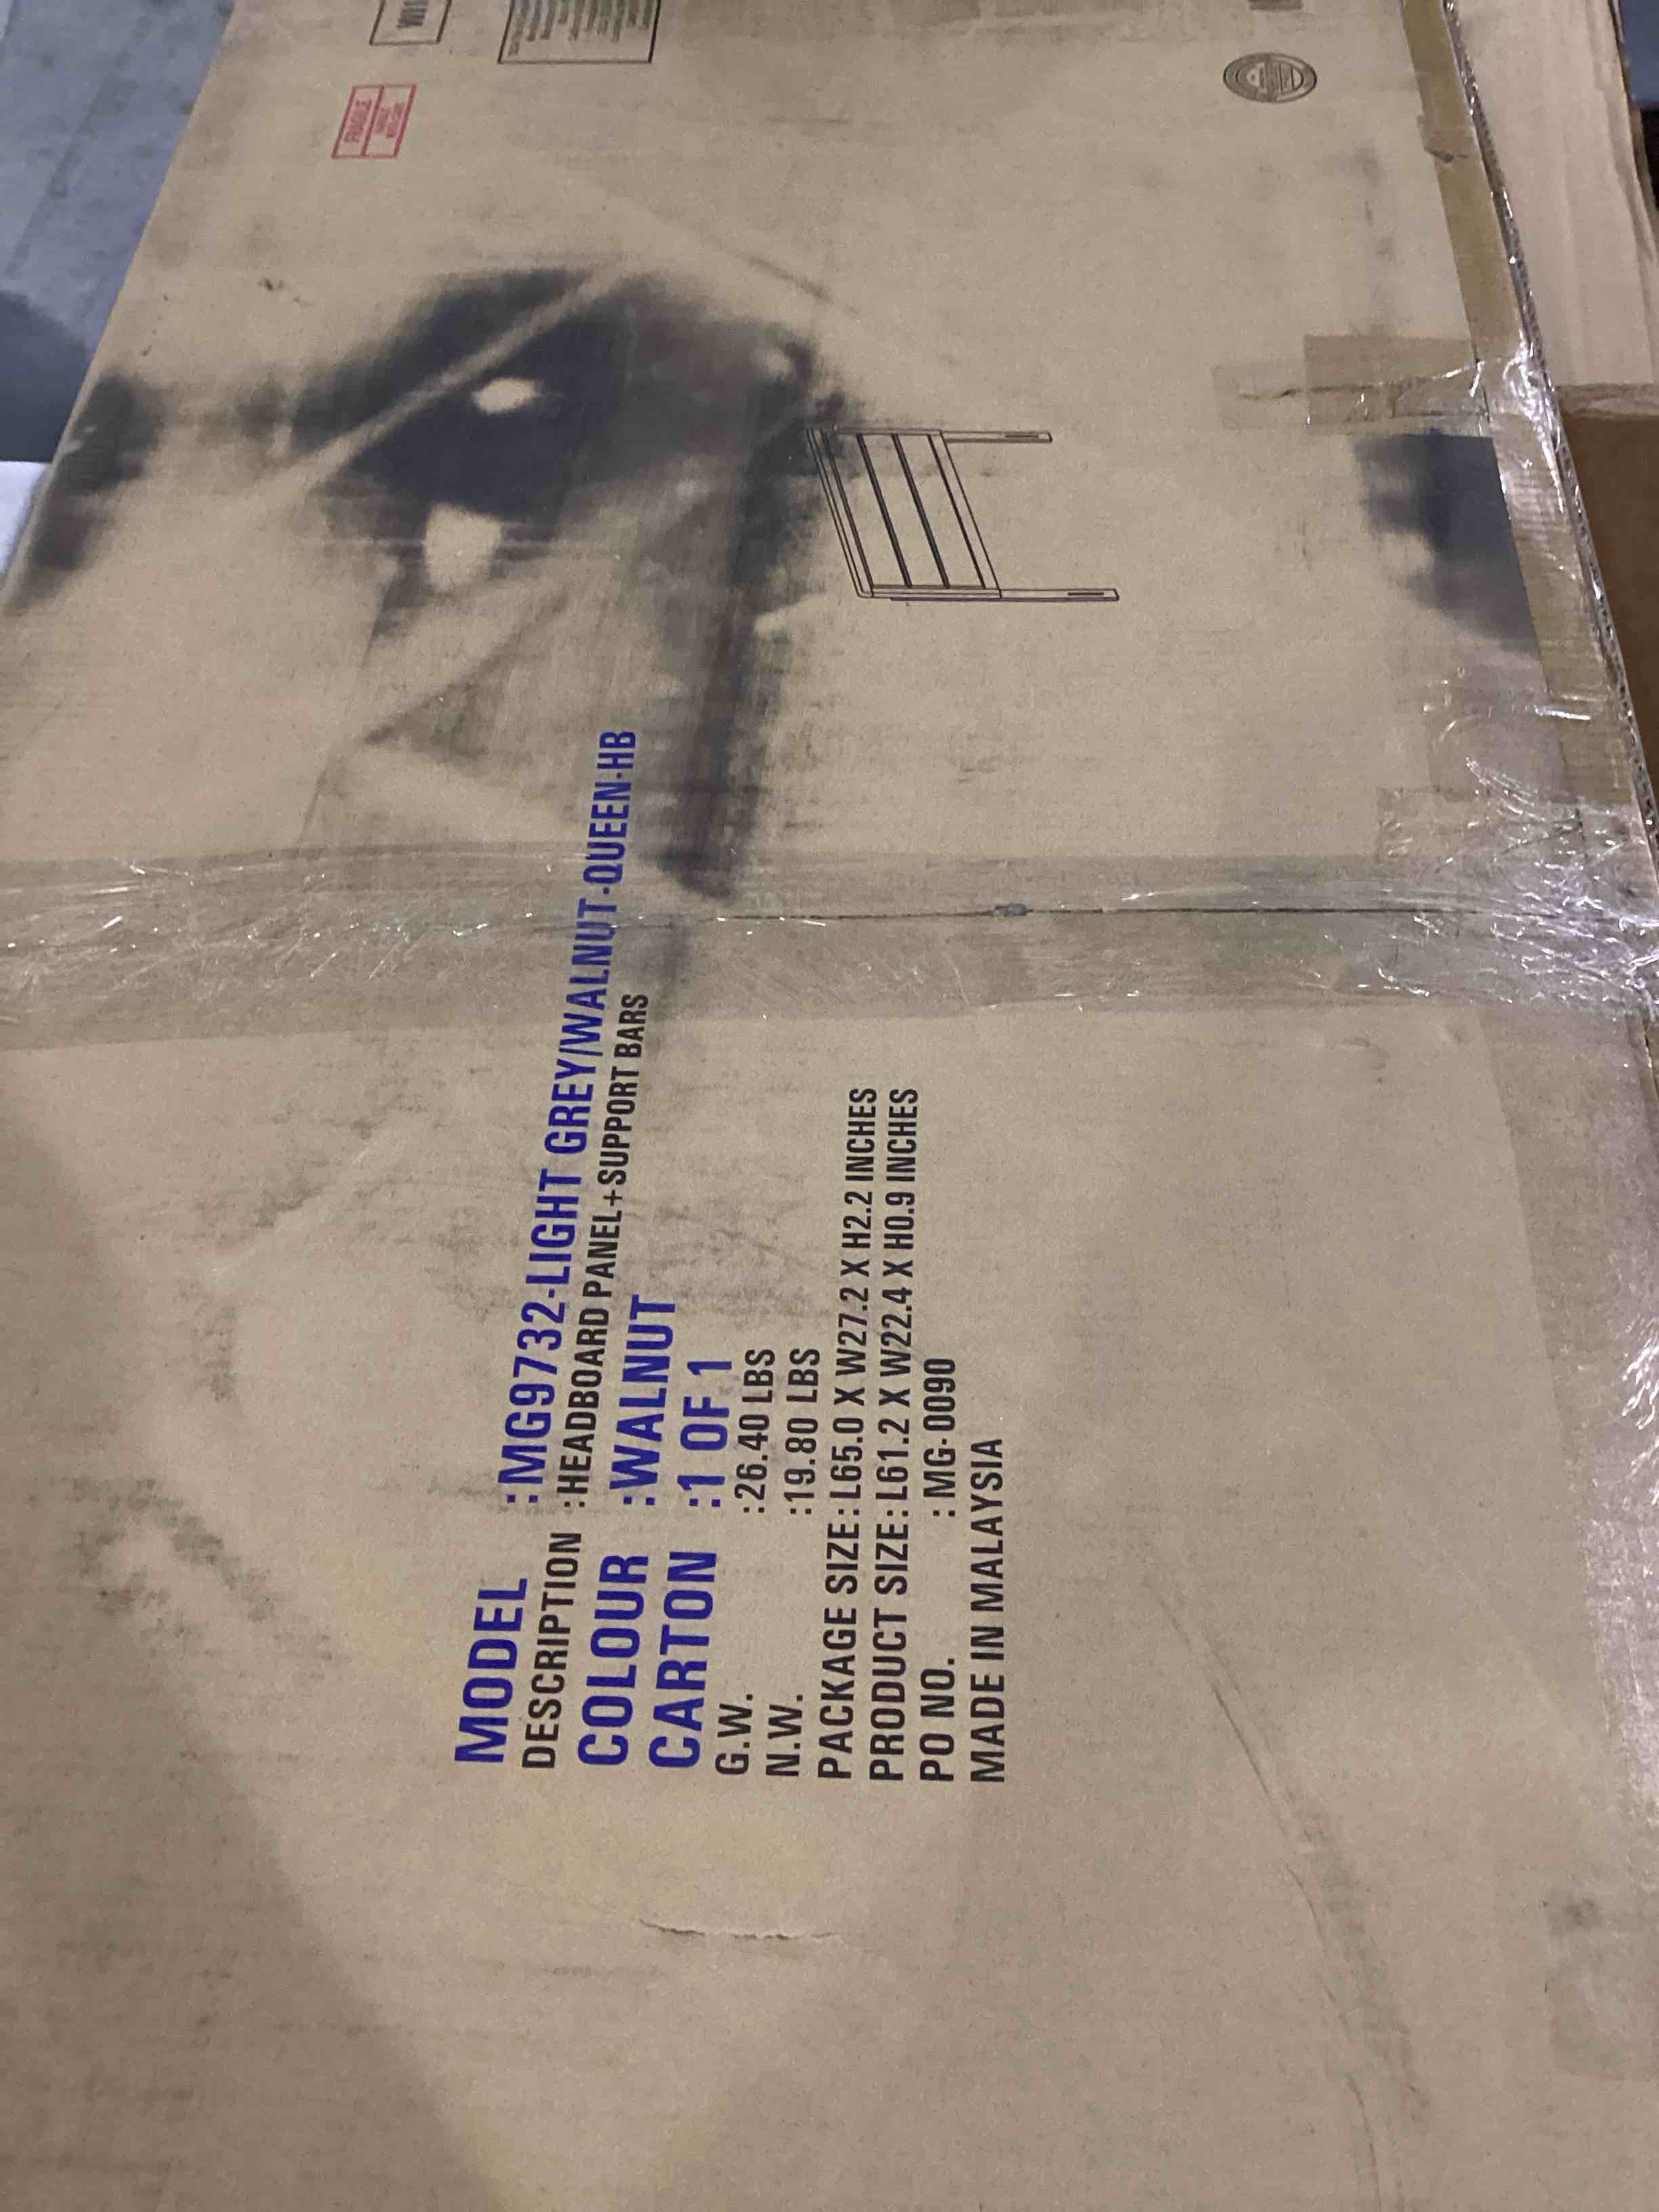 MODEL :MG9732-LIGHT GREY/WALNUT-QUEEN-HB
DESCRIPTION :HEADBOARD PANEL+SUPPORT BARS
COLOUR :WALNUT
CARTON :1 OF 1
G.W. :26.40 LBS
N.W. :19.80 LBS
PACKAGE SIZE:L65.0 X W27.2 X H2.2 INCHES
PRODUCT SIZE:L61.2 X W22.4 X H0.9 INCHES
PO NO. :MG-0090
MADE IN MALAYSIA
FRAGILE